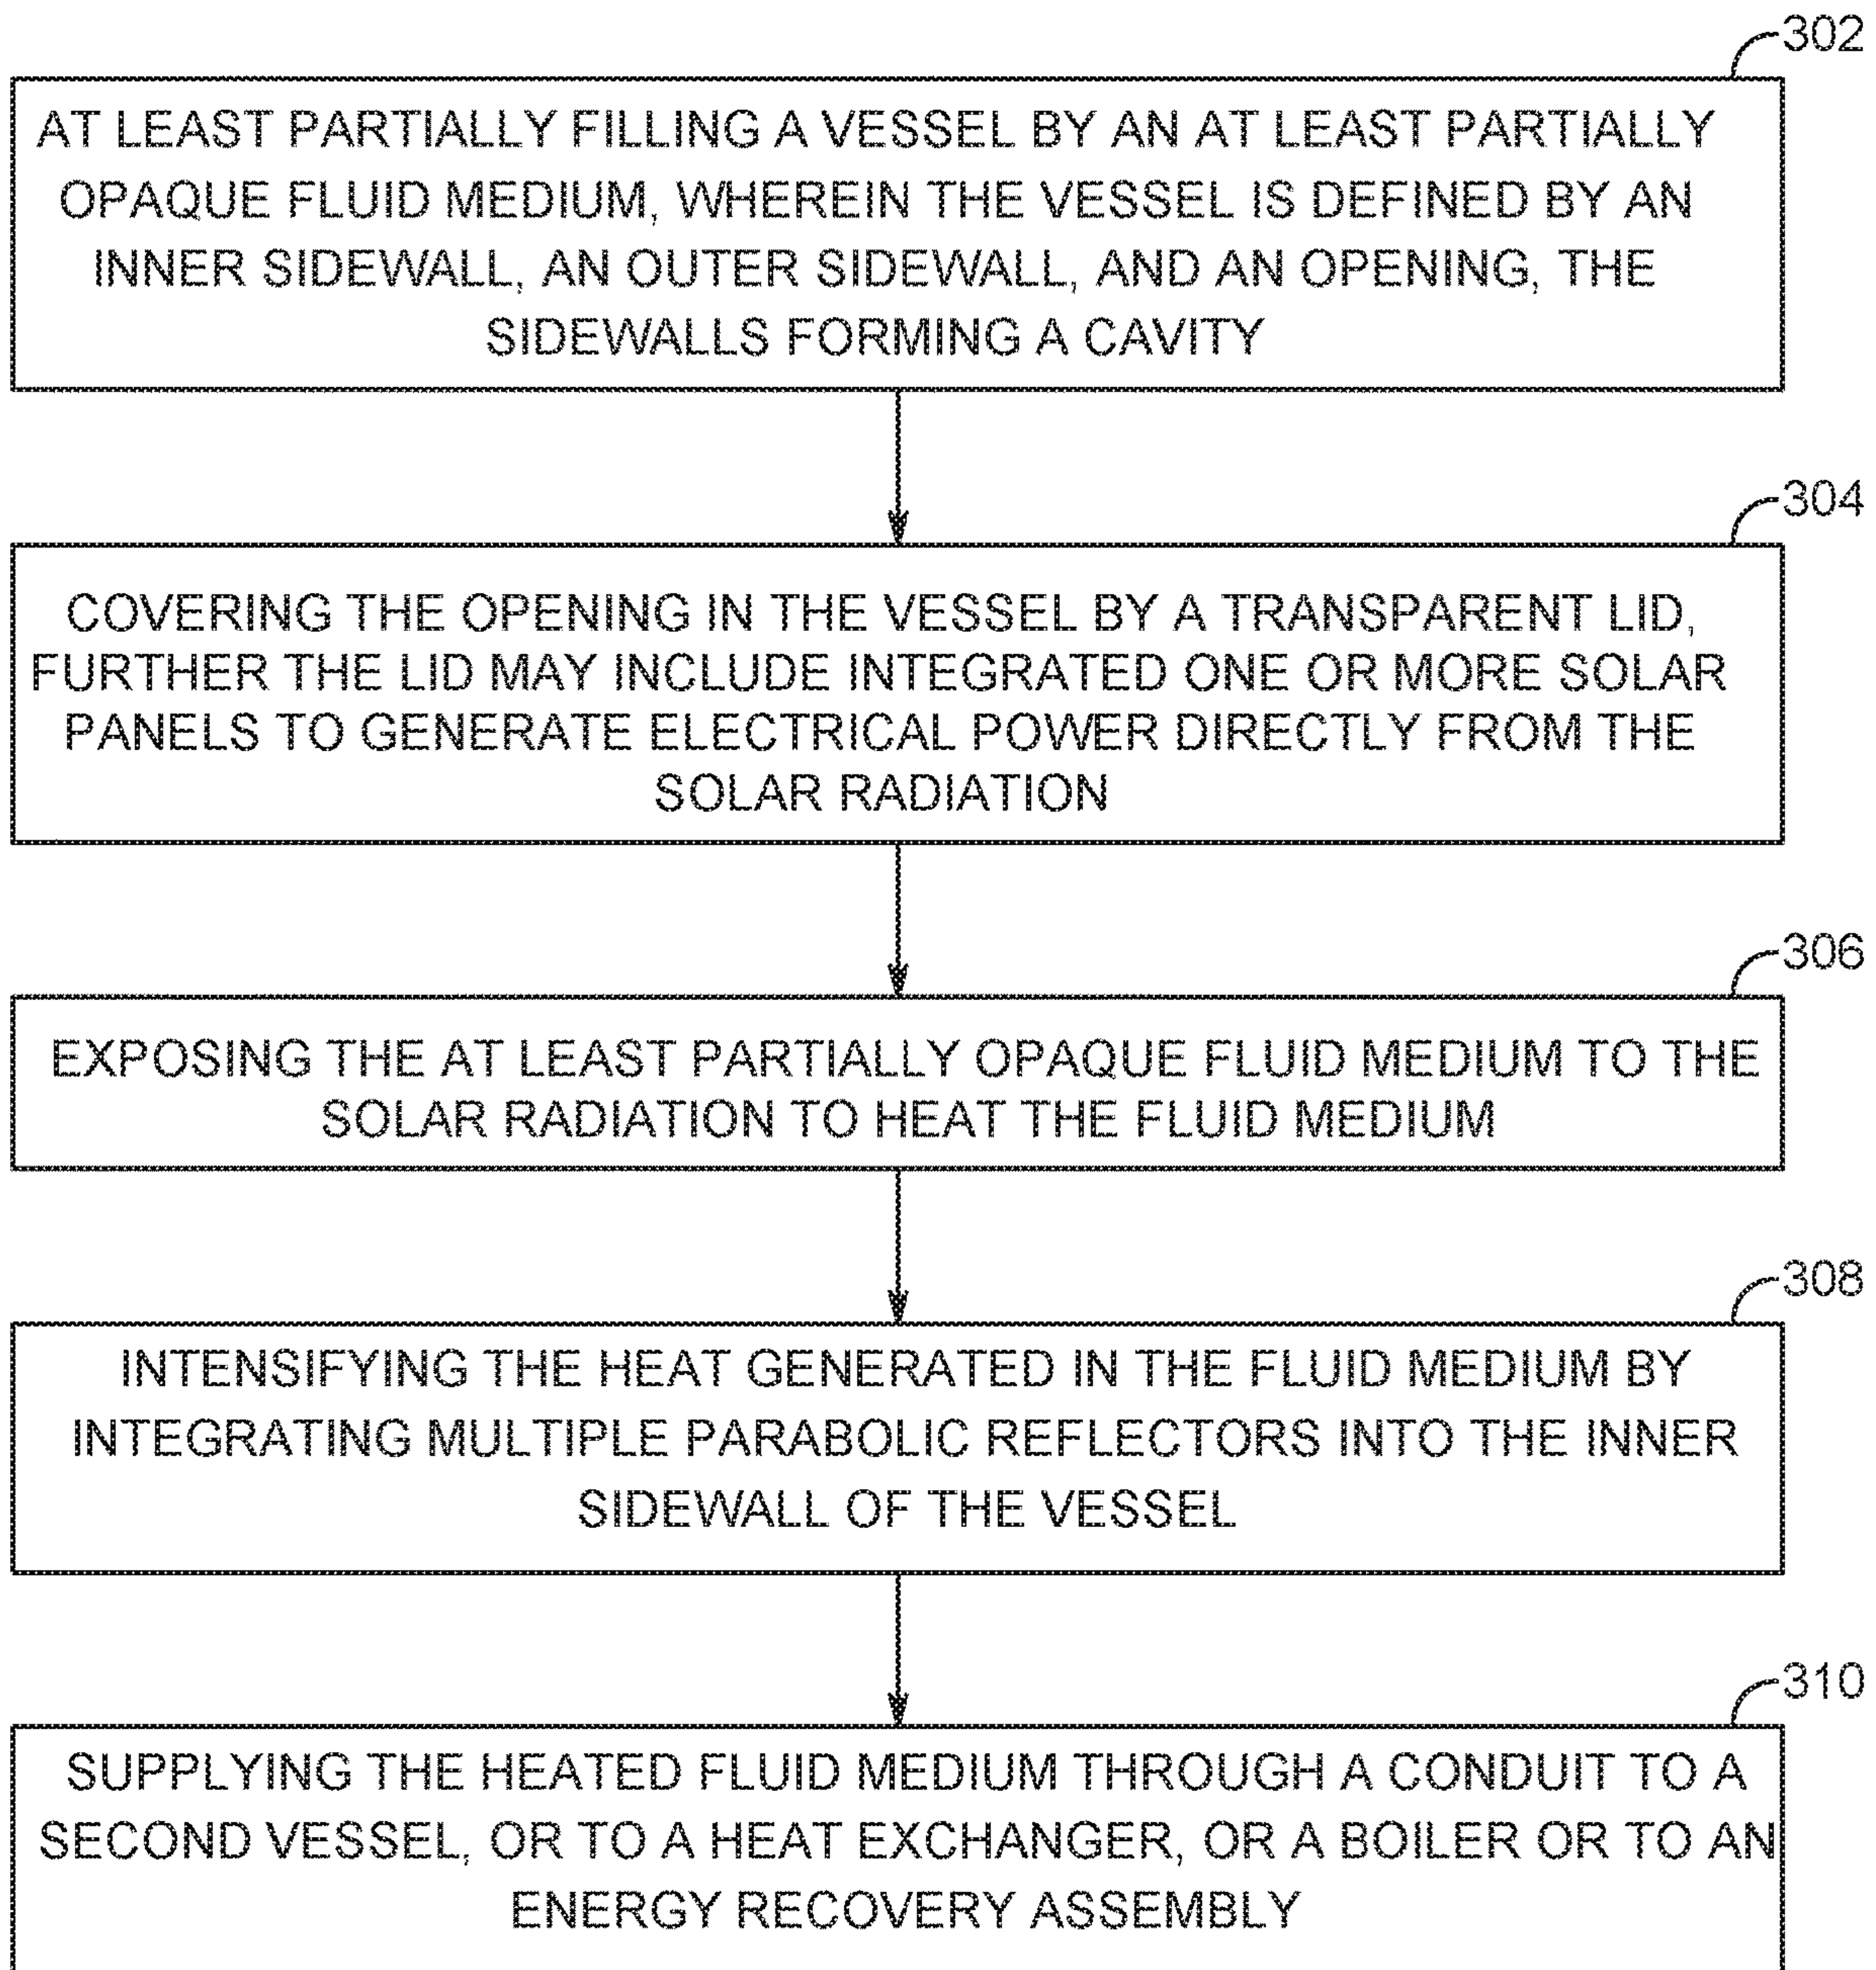 302
AT LEAST PARTIALLY FILLING A VESSEL BY AN AT LEAST PARTIALLY
OPAQUE FLUID MEDIUM, WHEREIN THE VESSEL IS DEFINED BY AN
INNER SIDEWALL, AN OUTER SIDEWALL, AND AN OPENING, THE
SIDEWALLS FORMING A CAVITY
304
COVERING THE OPENING IN THE VESSEL BY A TRANSPARENT LID,
FURTHER THE LID MAY INCLUDE INTEGRATED ONE OR MORE SOLAR
PANELS TO GENERATE ELECTRICAL POWER DIRECTLY FROM THE
SOLAR RADIATION
306
EXPOSING THE AT LEAST PARTIALLY OPAQUE FLUID MEDIUM TO THE
SOLAR RADIATION TO HEAT THE FLUID MEDIUM
308
INTENSIFYING THE HEAT GENERATED IN THE FLUID MEDIUM BY
INTEGRATING MULTIPLE PARABOLIC REFLECTORS INTO THE INNER
SIDEWALL OF THE VESSEL
310
SUPPLYING THE HEATED FLUID MEDIUM THROUGH A CONDUIT TO A
SECOND VESSEL, OR TO A HEAT EXCHANGER, OR A BOILER OR TO AN
ENERGY RECOVERY ASSEMBLY